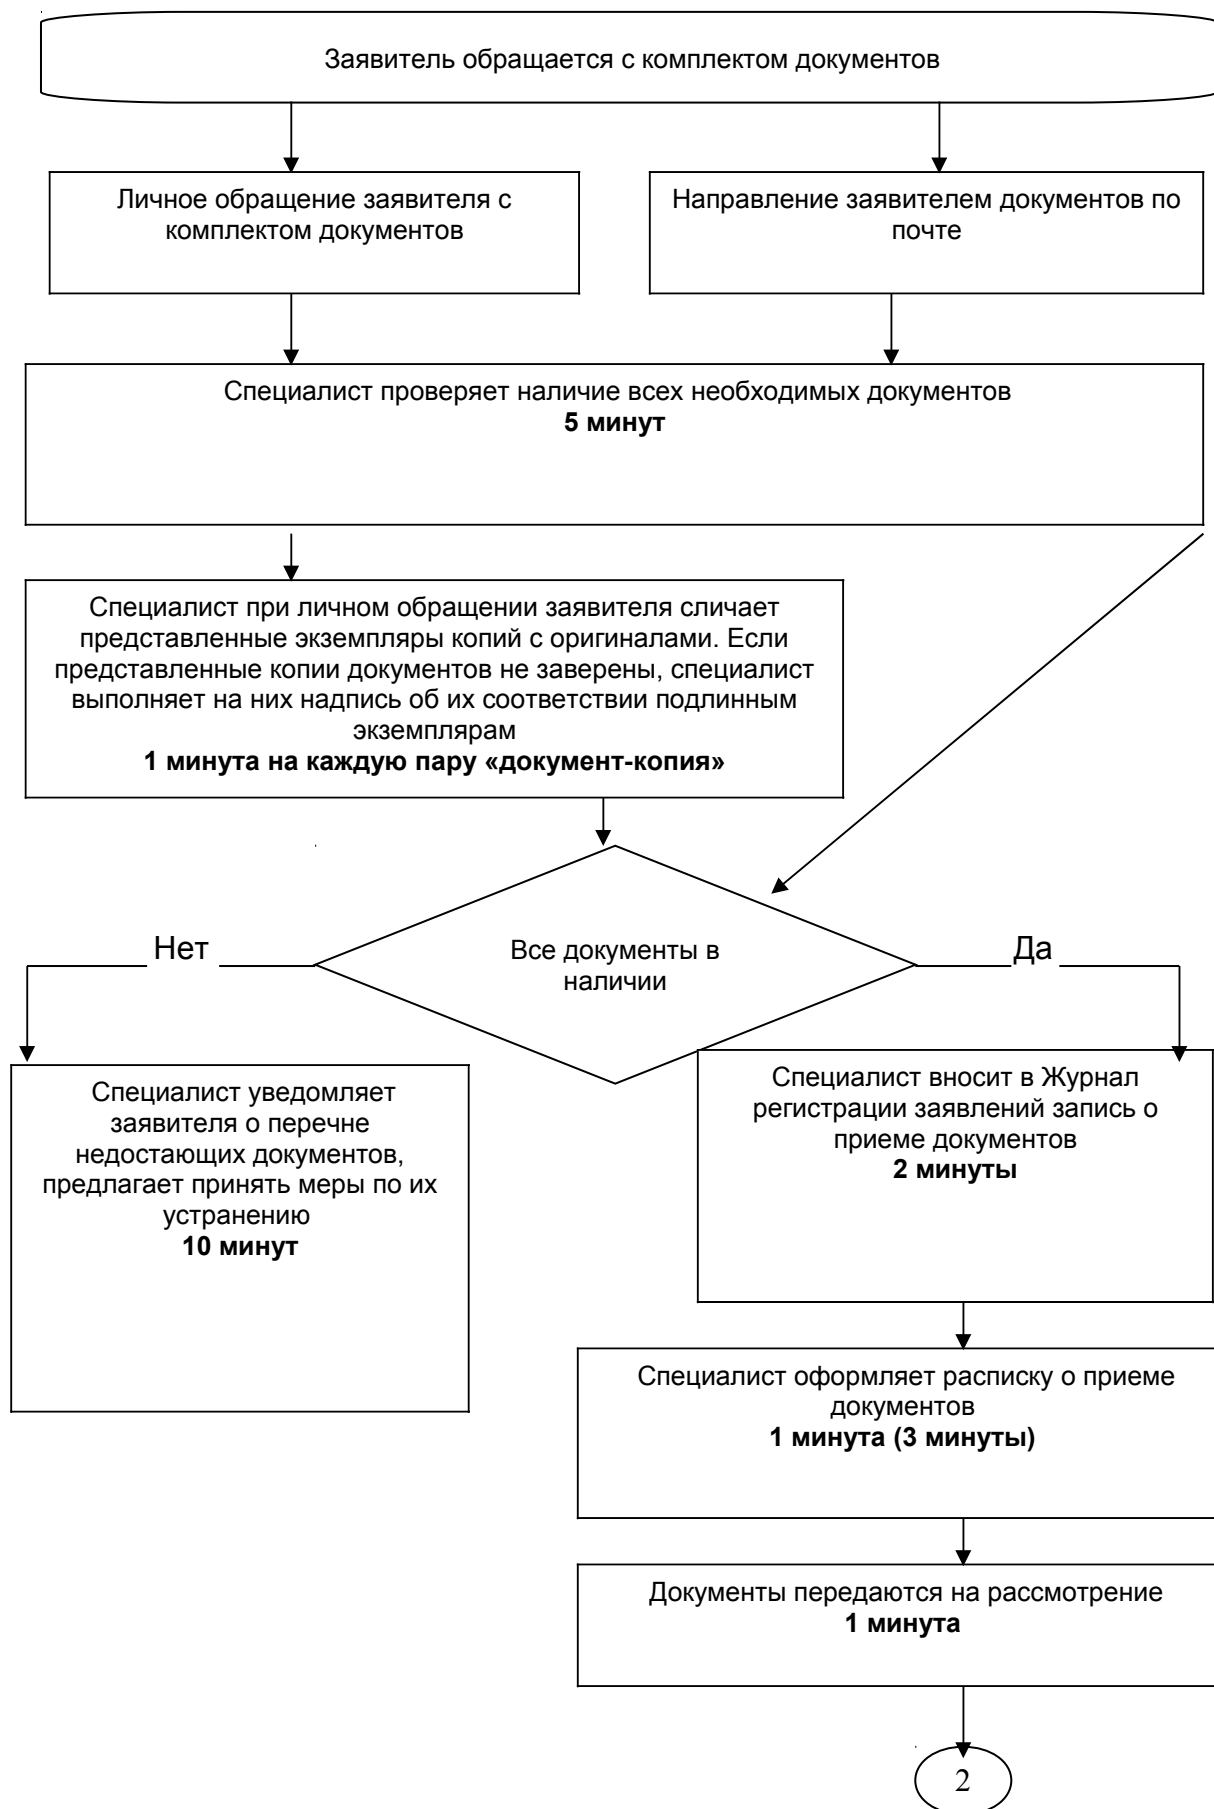 Заявитель обращается с комплектом документов
Личное обращение заявителя с
комплектом документов
Направление заявителем документов по
почте
Специалист проверяет наличие всех необходимых документов
5 минут
Специалист при личном обращении заявителя сличает
представленные экземпляры копий с оригиналами. Если
представленные копии документов не заверены, специалист
выполняет на них надпись об их соответствии подлинным
экземплярам
1 минута на каждую пару «документ-копия»
Нет
Все документы в
наличии
Да
Специалист уведомляет
заявителя о перечне
недостающих документов,
предлагает принять меры по их
устранению
10 минут
Специалист вносит в Журнал
регистрации заявлений запись о
приеме документов
2 минуты
Специалист оформляет расписку о приеме
документов
1 минута (3 минуты)
Документы передаются на рассмотрение
1 минута
2